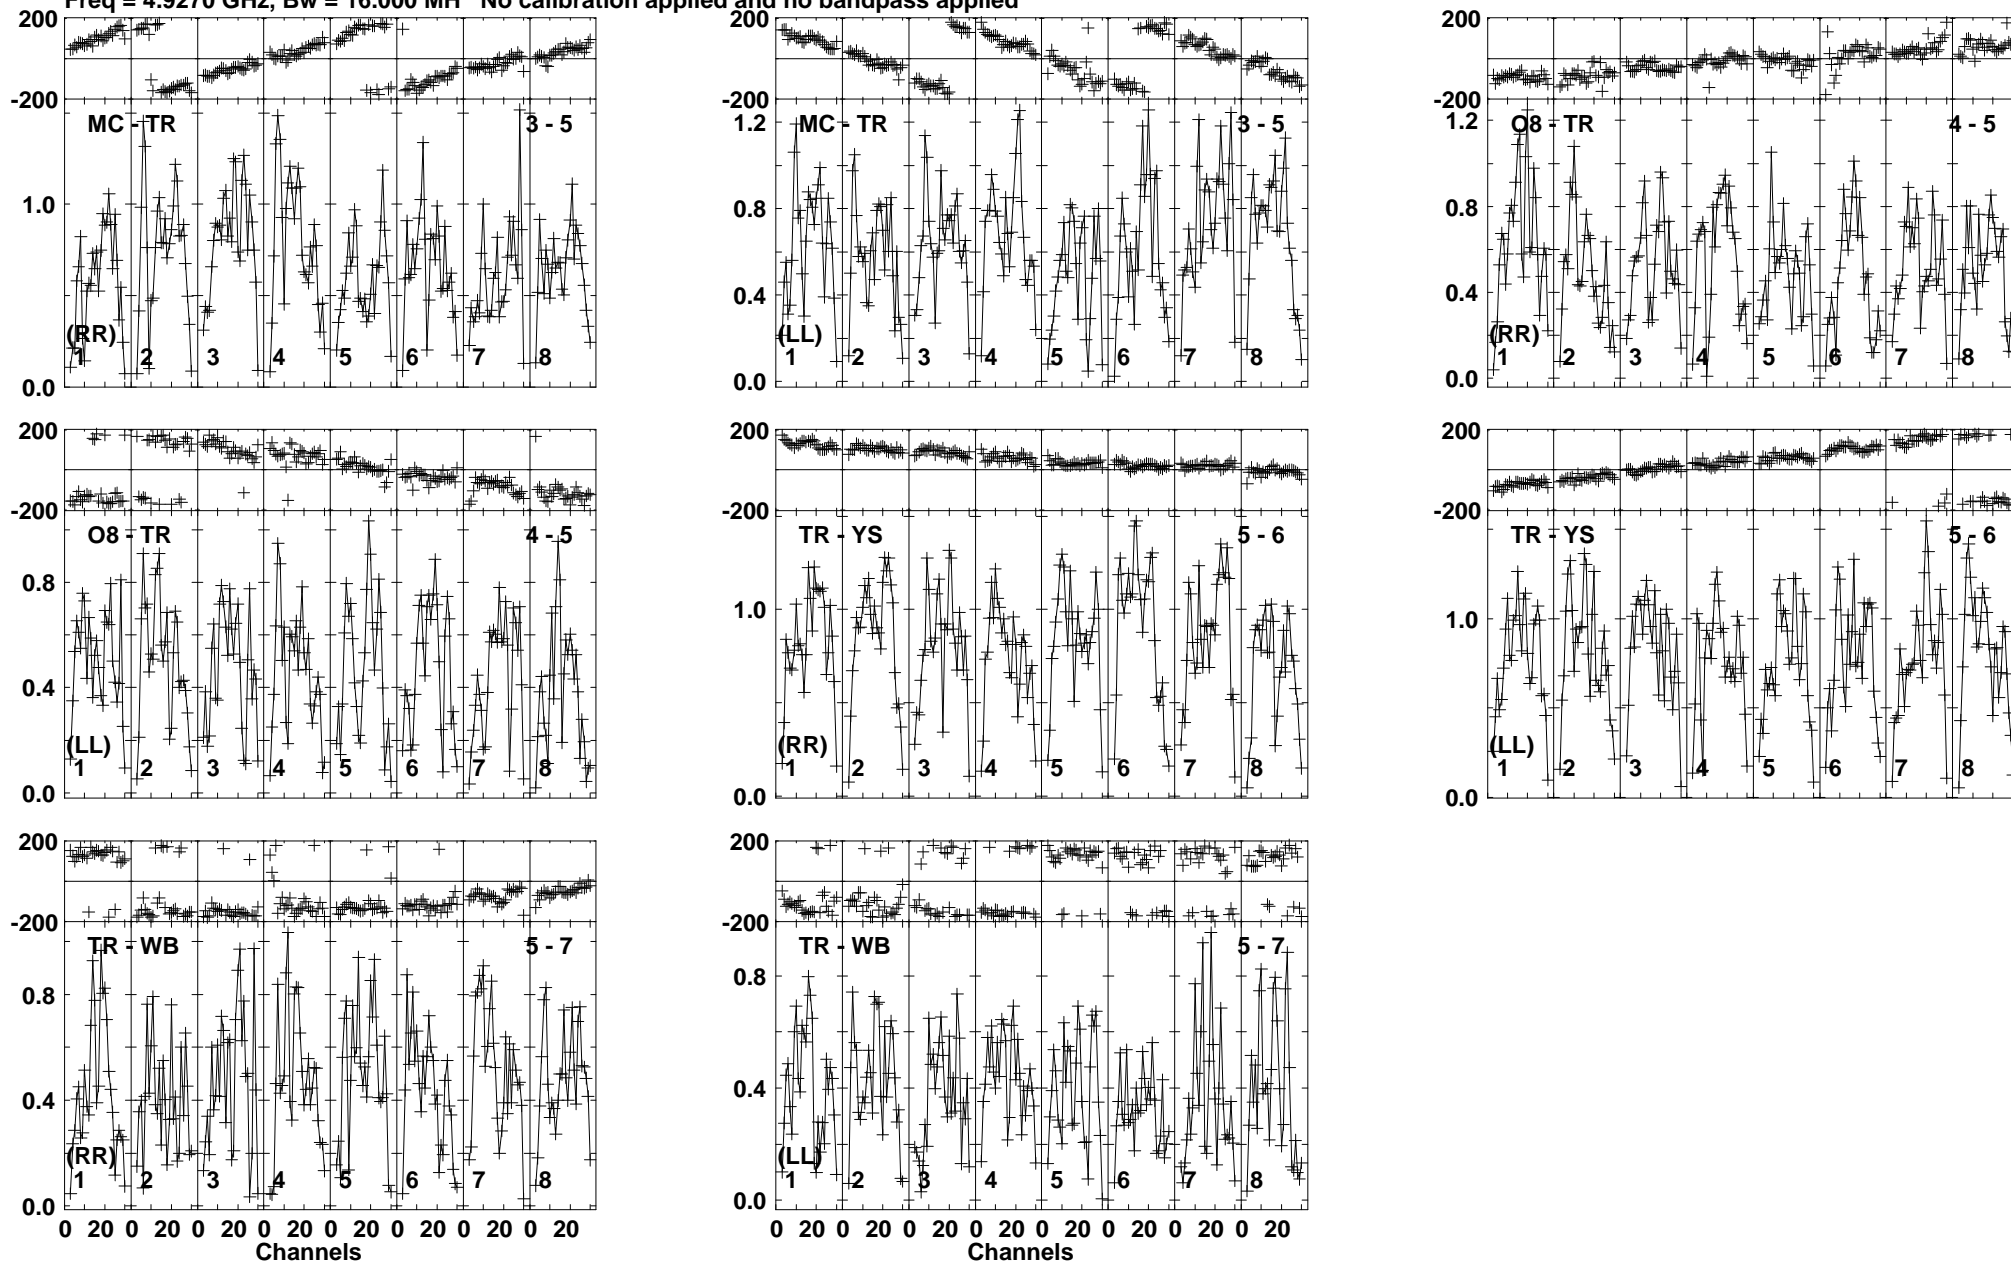 Freq = 4.9270 GHz, Bw = 16.000 MH No calibration applied and no bandpass applied
200 200 200
-200 -200 -200
MC - TR 3 - 5
1.0
(RR)
1 2 3 4 5 6 7 8
0.0
MC - TR 3 - 5
1.2
0.8
0.4
(LL)
1 2 3 4 5 6 7 8
0.0
O8 - TR 4 - 5
1.2
0.8
0.4
(RR)
1 2 3 4 5 6 7 8
0.0
200 200 200
-200 -200 -200
O8 - TR 4 - 5
0.8
0.4
(LL)
1 2 3 4 5 6 7 8
0.0
TR - YS 5 - 6
1.0
(RR)
1 2 3 4 5 6 7 8
0.0
TR - YS 5 - 6
1.0
(LL)
1 2 3 4 5 6 7 8
0.0
200 200
-200 -200
TR - WB 5 - 7
0.8
0.4
(RR)
1 2 3 4 5 6 7 8
0.0
0 20 0 20 0 20 0 20 0 20 0 20 0 20 0 20
Channels
TR - WB 5 - 7
0.8
0.4
(LL)
1 2 3 4 5 6 7 8
0.0
0 20 0 20 0 20 0 20 0 20 0 20 0 20 0 20
Channels